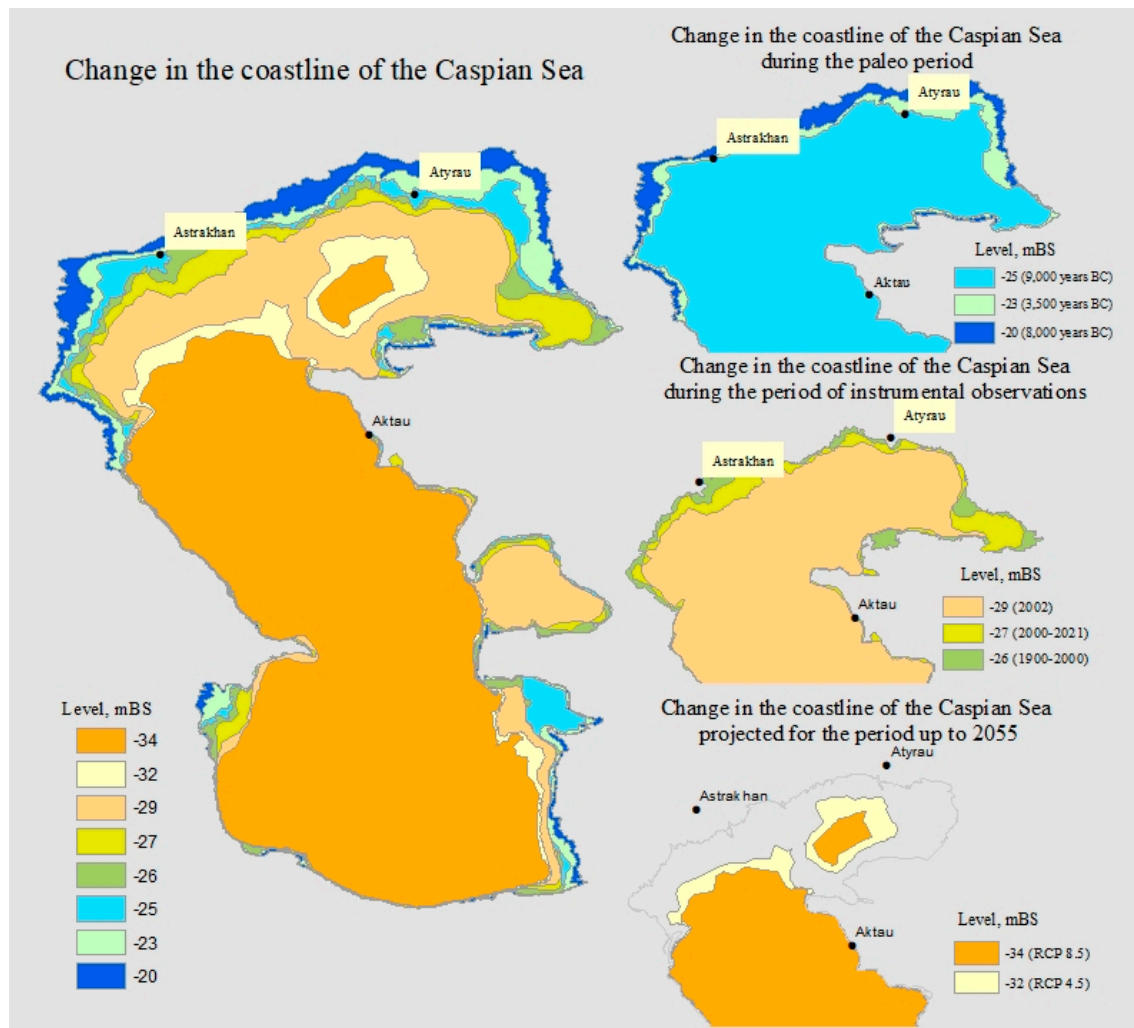 Change in the coastline of the Caspian Sea
Atyrau
Astrakhan
Aktau
Level, mBS
-34
-32
-29
-27
-26
-25
-23
-20
Change in the coastline of the Caspian Sea
during the paleo period
Atyrau
Astrakhan
Aktau
Level, mBS
-25 (9,000 years BC)
-23 (3,500 years BC)
-20 (8,000 years BC)
Change in the coastline of the Caspian Sea
during the period of instrumental observations
Atyrau
Astrakhan
Aktau
Level, mBS
-29 (2002)
-27 (2000-2021)
-26 (1900-2000)
Change in the coastline of the Caspian Sea
projected for the period up to 2055
Atyrau
Astrakhan
Aktau
Level, mBS
-34 (RCP 8.5)
-32 (RCP 4.5)